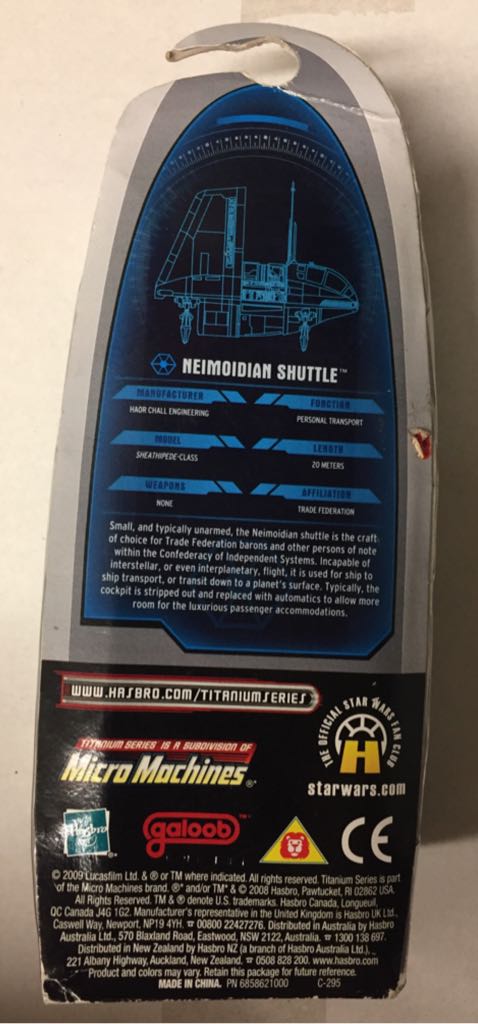 NEIMOIDIAN SHUTTLE™
MANUFACTURER
HAOR CHALL ENGINEERING
FUNCTION
PERSONAL TRANSPORT
MODEL
SHEATHIPEDE-CLASS
LENGTH
20 METERS
WEAPONS
NONE
AFFILIATION
TRADE FEDERATION
Small, and typically unarmed, the Neimoidian shuttle is the craft
of choice for Trade Federation barons and other persons of note
within the Confederacy of Independent Systems. Incapable of
interstellar, or even interplanetary, flight, it is used for ship to
ship transport, or transit down to a planet's surface. Typically, the
cockpit is stripped out and replaced with automatics to allow more
room for the luxurious passenger accommodations.
WWW.HASBRO.COM/TITANIUMSERIES
THE OFFICIAL STAR WARS FAN CLUB
H
starwars.com
TITANIUM SERIES IS A SUBDIVISION OF
Micro Machines®.
Hasbro®
galoob™
CE
© 2009 Lucasfilm Ltd. & ® or TM where indicated. All rights reserved. Titanium Series is part
of the Micro Machines brand. ®* and/or TM* & © 2008 Hasbro, Pawtucket, RI 02862 USA.
All Rights Reserved. TM & ® denote U.S. trademarks. Hasbro Canada, Longueuil,
QC Canada J4G 1G2. Manufacturer's representative in the United Kingdom is Hasbro UK Ltd.,
Caswell Way, Newport, NP19 4YH. ☎ 00800 22427276. Distributed in Australia by Hasbro
Australia Ltd., 570 Blaxland Road, Eastwood, NSW 2122, Australia. ☎ 1300 138 697.
Distributed in New Zealand by Hasbro NZ (a branch of Hasbro Australia Ltd.),
221 Albany Highway, Auckland, New Zealand. ☎ 0508 828 200. www.hasbro.com
Product and colors may vary. Retain this package for future reference.
MADE IN CHINA. PN 6858621000 C-295